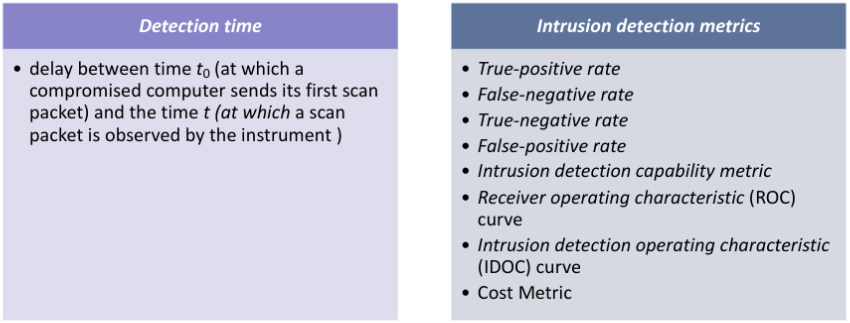 Detection time
• delay between time t₀ (at which a
compromised computer sends its first scan
packet) and the time t (at which a scan
packet is observed by the instrument )
Intrusion detection metrics
• True-positive rate
• False-negative rate
• True-negative rate
• False-positive rate
• Intrusion detection capability metric
• Receiver operating characteristic (ROC)
curve
• Intrusion detection operating characteristic
(IDOC) curve
• Cost Metric